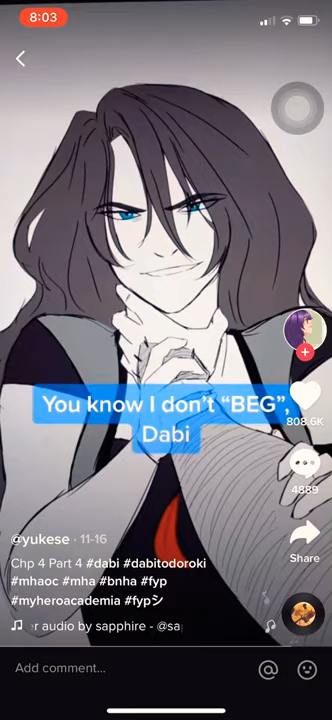 8:03
You know I don't “BEG”,
Dabi
808.6K
4889
Share
@yukese · 11-16
Chp 4 Part 4 #dabi #dabitodoroki
#mhaoc #mha #bnha #fyp
#myheroacademia #fypシ
er audio by sapphire - @sa
Add comment...